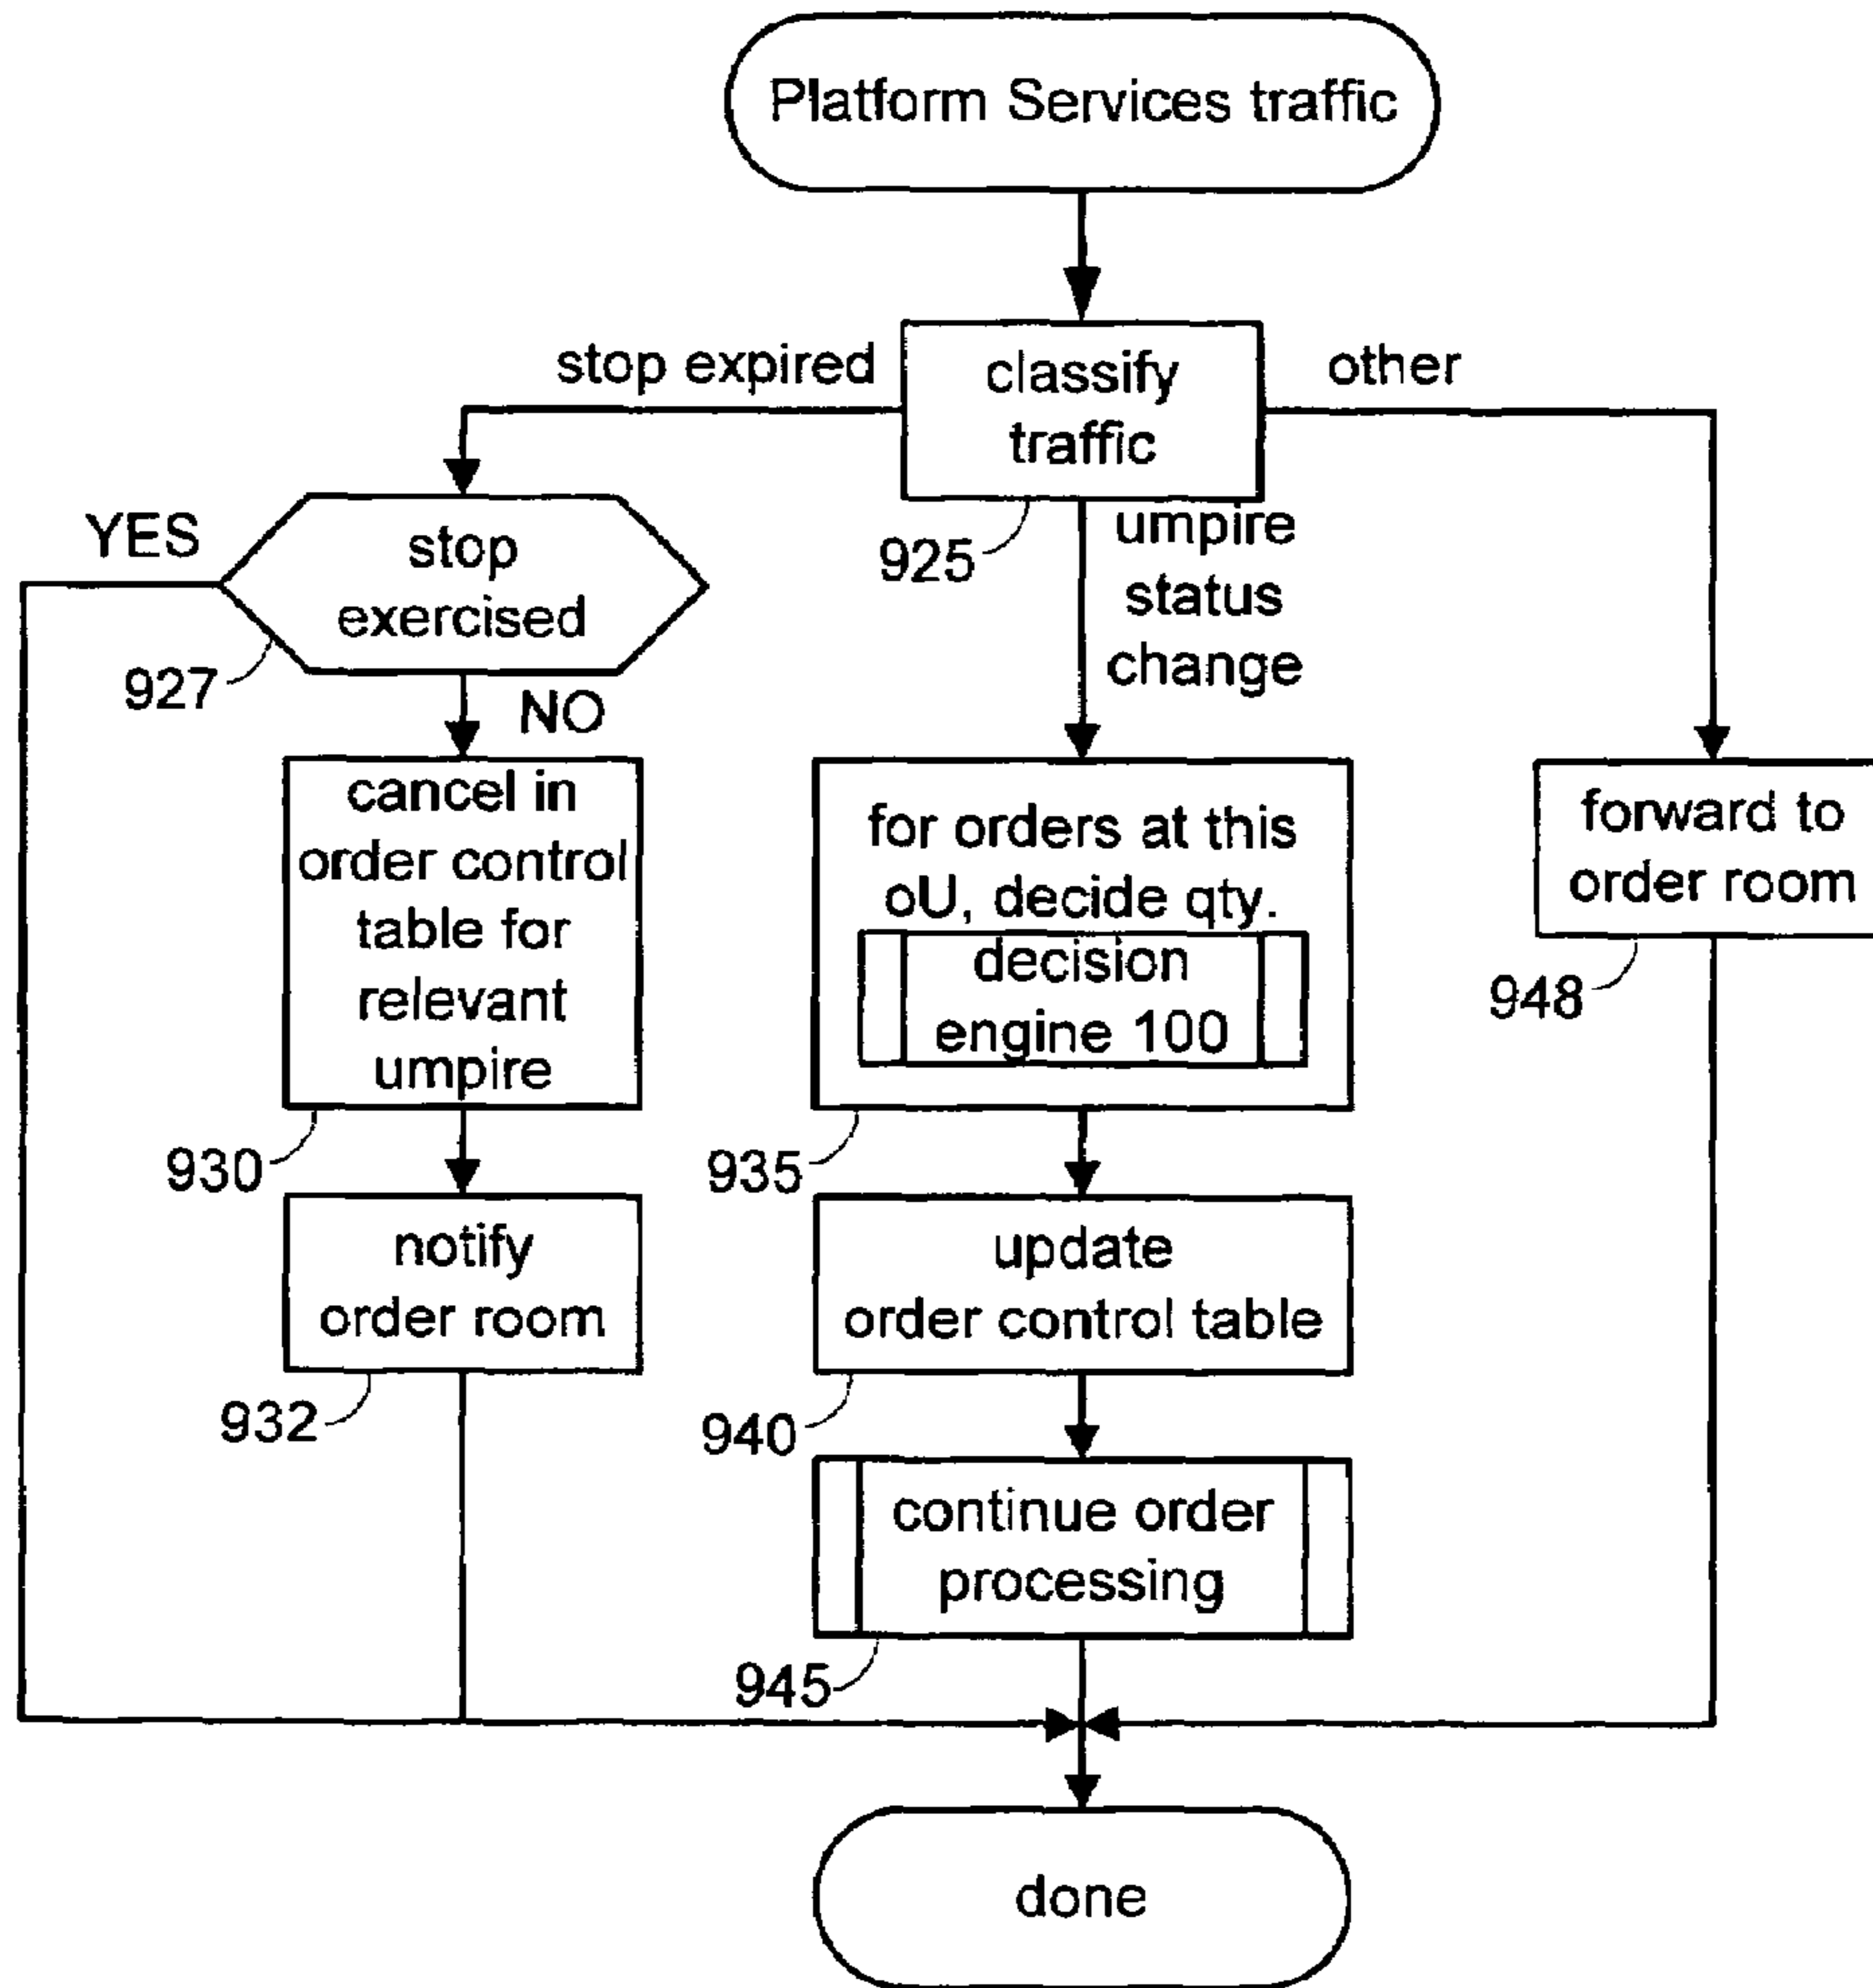 Platform Services traffic
stop expired
classify
traffic
other
925
umpire
status
change
YES
stop
exercised
927
NO
cancel in
order control
table for
relevant
umpire
930
notify
order room
932
for orders at this
oU, decide qty.
decision
engine 100
935
update
order control table
940
continue order
processing
945
forward to
order room
948
done